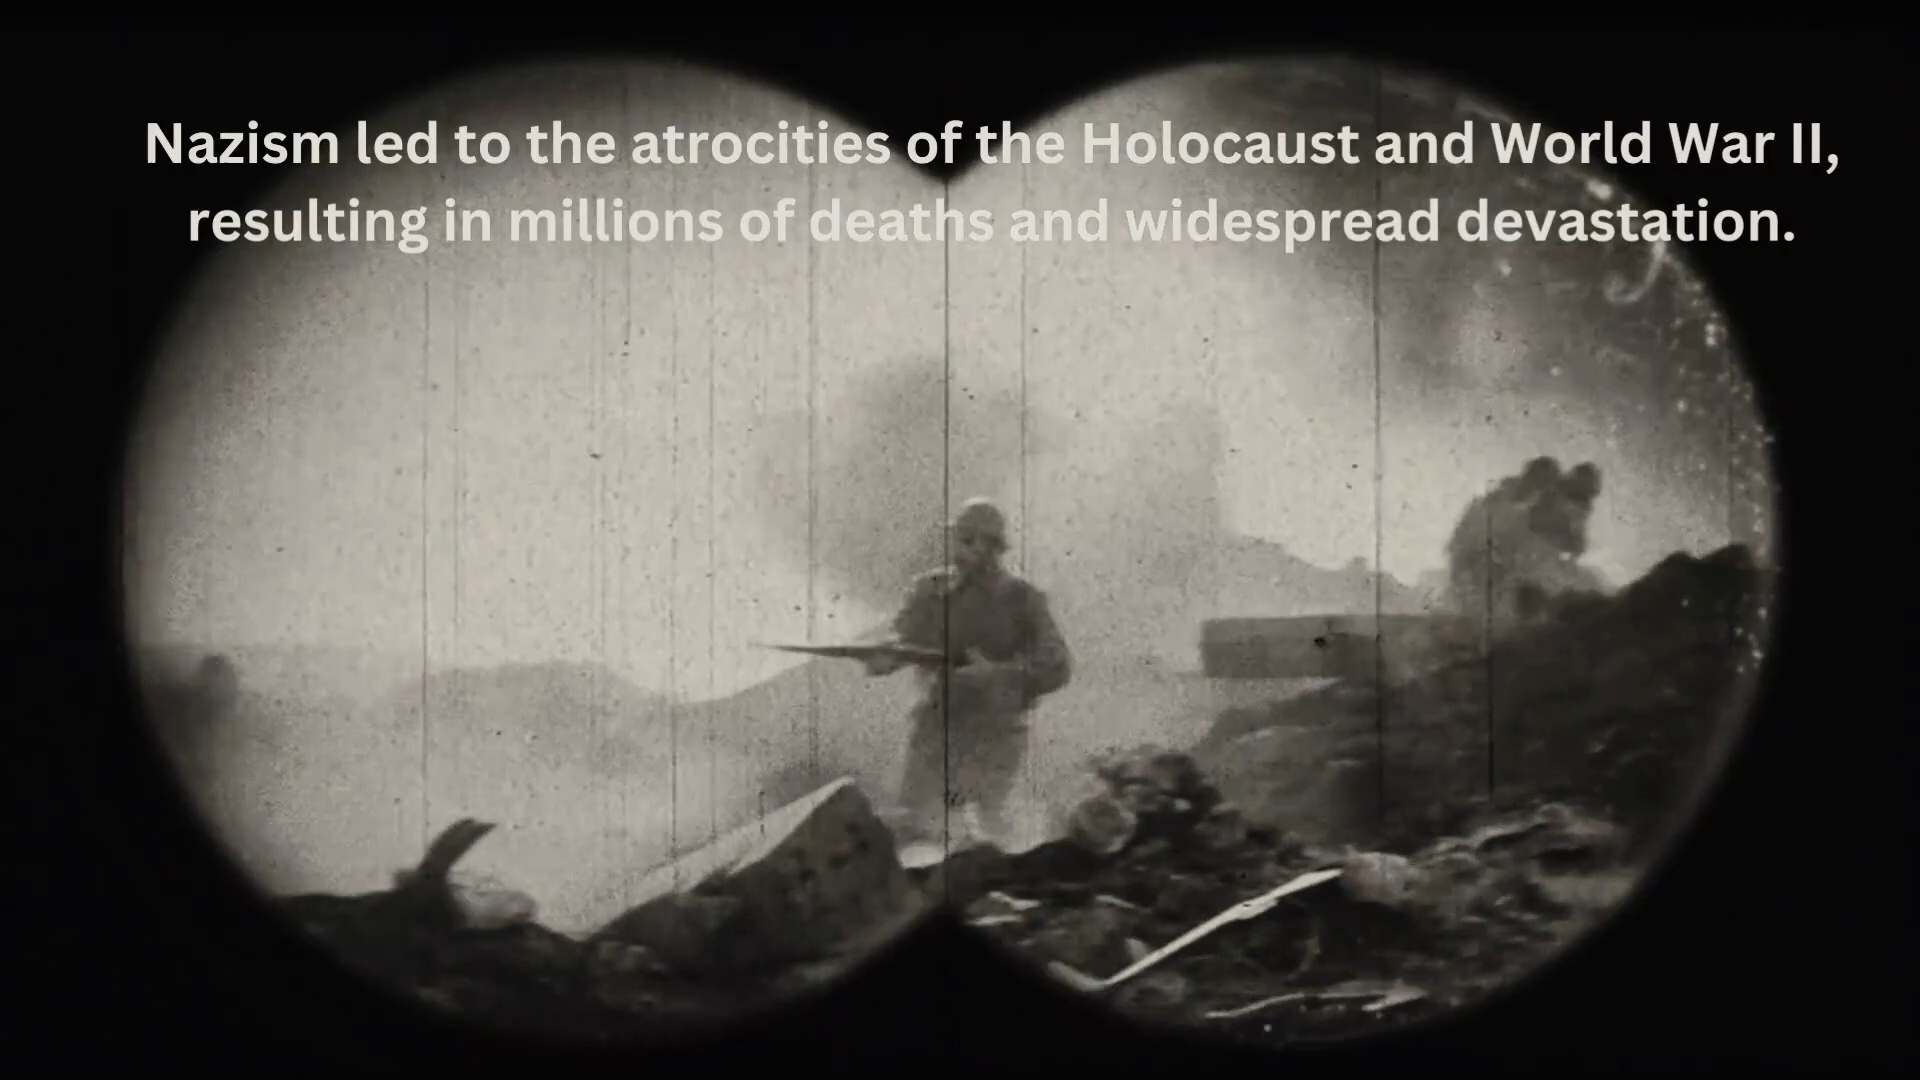 Nazism led to the atrocities of the Holocaust and World War II,
resulting in millions of deaths and widespread devastation.